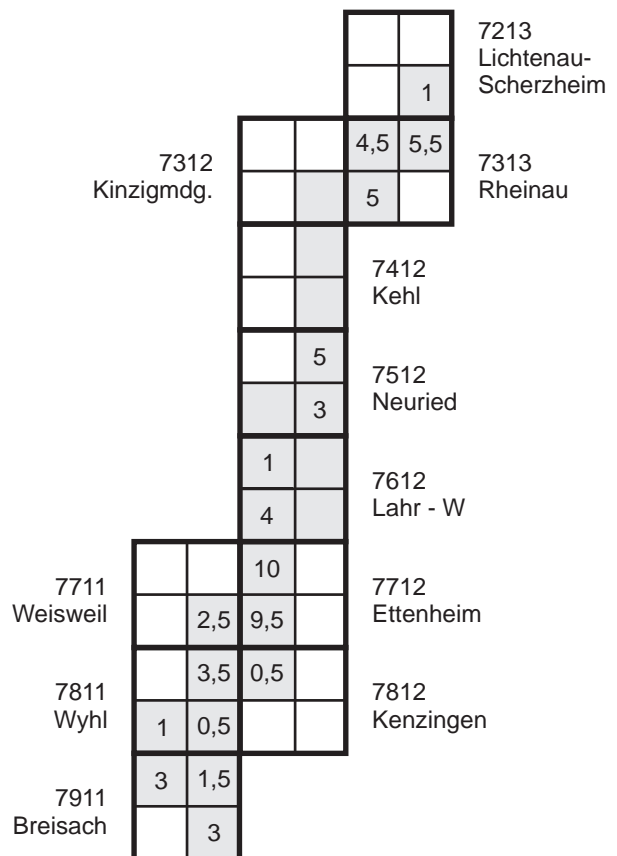 7213
Lichtenau-
Scherzheim
1
4,5 5,5
7312
Kinzigmdg.
7313
Rheinau
5
7412
Kehl
5
7512
Neuried
3
1
7612
Lahr - W
4
10
7711
Weisweil
7712
Ettenheim
2,5 9,5
3,5 0,5
7811
Wyhl
7812
Kenzingen
1 0,5
3 1,5
7911
Breisach
3